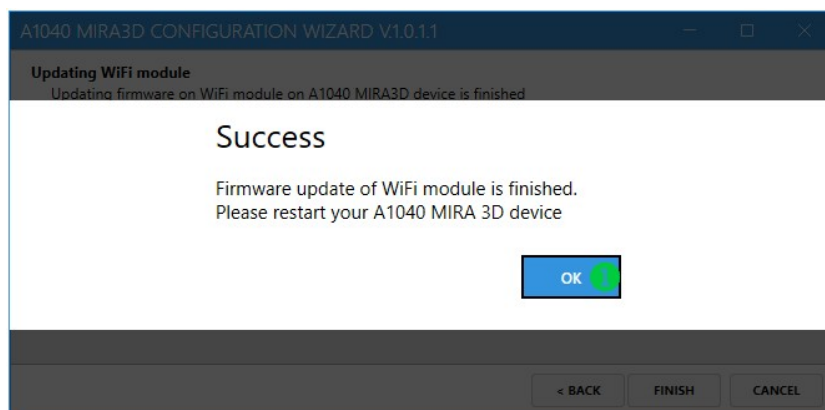 A1040 MIRA3D CONFIGURATION WIZARD V.1.0.1.1
Updating WiFi module
Updating firmware on WiFi module on A1040 MIRA3D device is finished
Success
Firmware update of WiFi module is finished.
Please restart your A1040 MIRA 3D device
OK 1
< BACK FINISH CANCEL